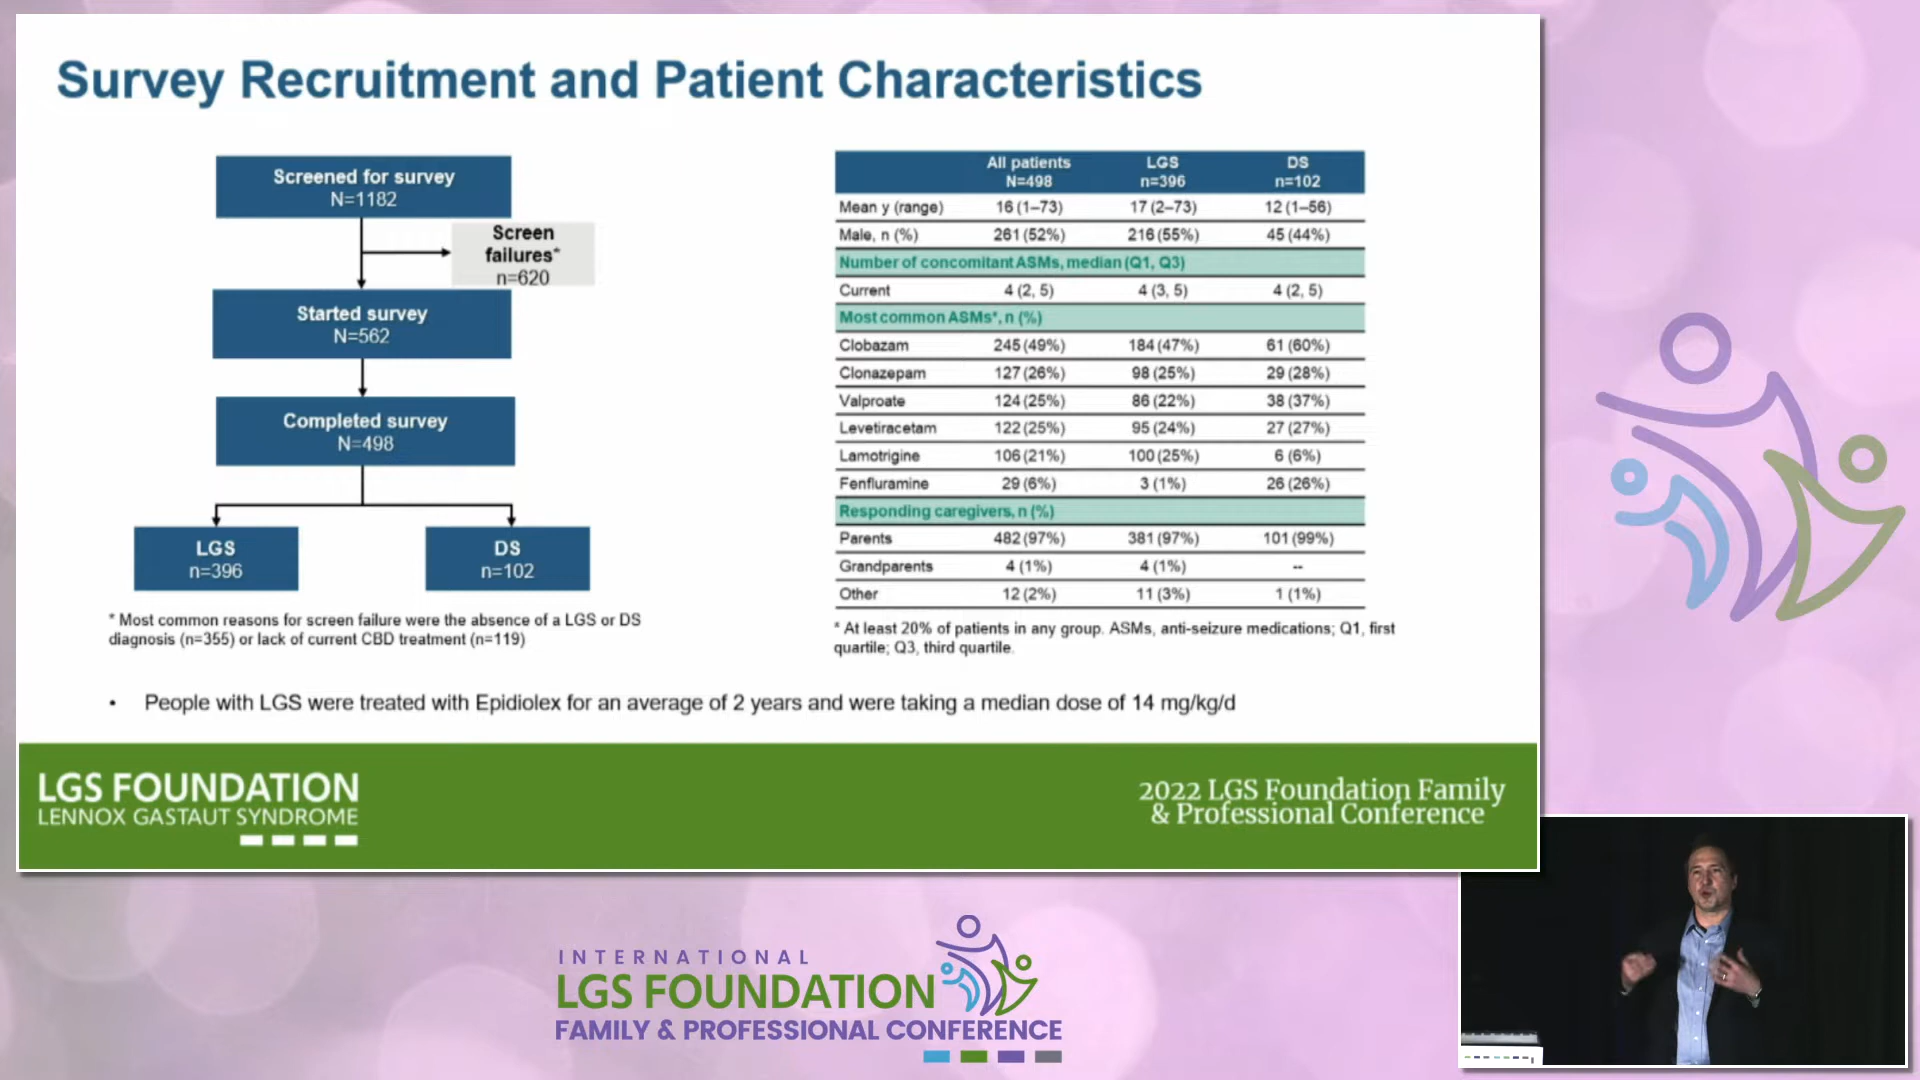 Survey Recruitment and Patient Characteristics
Screened for survey
N=1182
Screen
failures*
n=620
Started survey
N=562
Completed survey
N=498
LGS
n=396
DS
n=102
* Most common reasons for screen failure were the absence of a LGS or DS
diagnosis (n=355) or lack of current CBD treatment (n=119)
All patients LGS DS
N=498 n=396 n=102
Mean y (range) 16 (1–73) 17 (2–73) 12 (1–56)
Male, n (%) 261 (52%) 216 (55%) 45 (44%)
Number of concomitant ASMs, median (Q1, Q3)
Current 4 (2, 5) 4 (3, 5) 4 (2, 5)
Most common ASMs*, n (%)
Clobazam 245 (49%) 184 (47%) 61 (60%)
Clonazepam 127 (26%) 98 (25%) 29 (28%)
Valproate 124 (25%) 86 (22%) 38 (37%)
Levetiracetam 122 (25%) 95 (24%) 27 (27%)
Lamotrigine 106 (21%) 100 (25%) 6 (6%)
Fenfluramine 29 (6%) 3 (1%) 26 (26%)
Responding caregivers, n (%)
Parents 482 (97%) 381 (97%) 101 (99%)
Grandparents 4 (1%) 4 (1%) --
Other 12 (2%) 11 (3%) 1 (1%)
* At least 20% of patients in any group. ASMs, anti-seizure medications; Q1, first
quartile; Q3, third quartile.
• People with LGS were treated with Epidiolex for an average of 2 years and were taking a median dose of 14 mg/kg/d
LGS FOUNDATION
LENNOX GASTAUT SYNDROME
2022 LGS Foundation Family
& Professional Conference
INTERNATIONAL
LGS FOUNDATION
FAMILY & PROFESSIONAL CONFERENCE